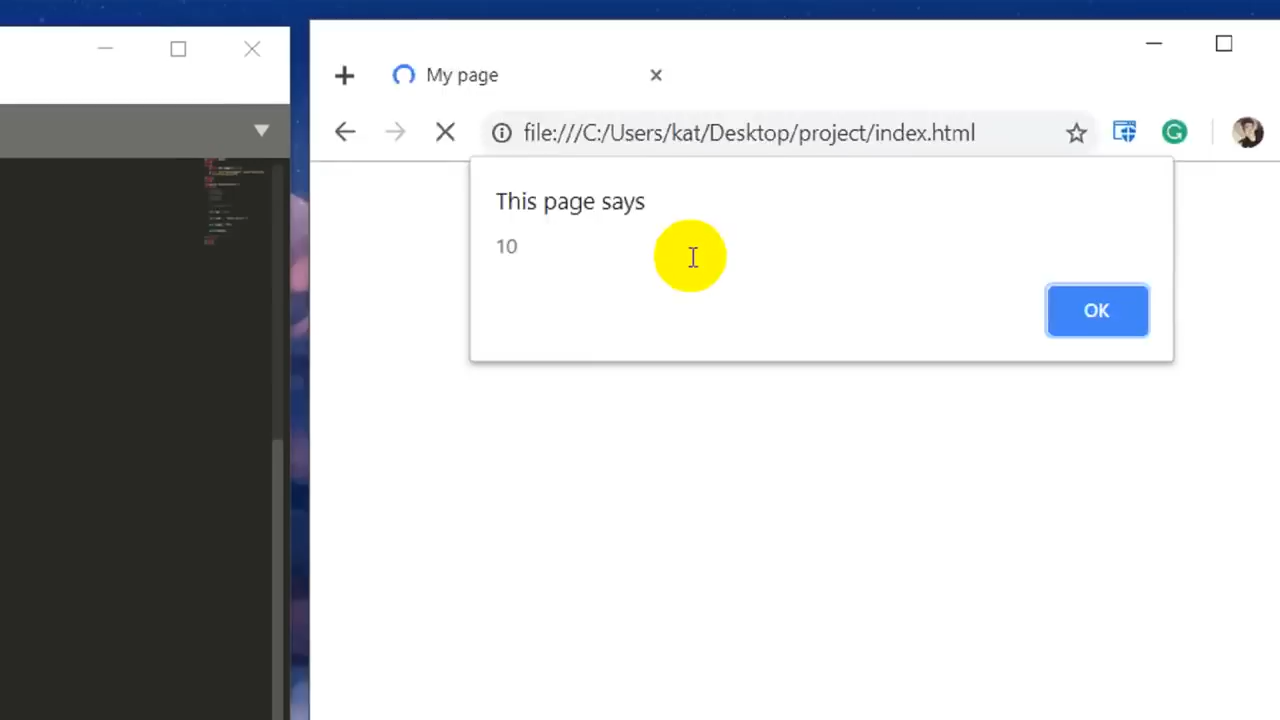 My page
file:///C:/Users/kat/Desktop/project/index.html
This page says
10
OK